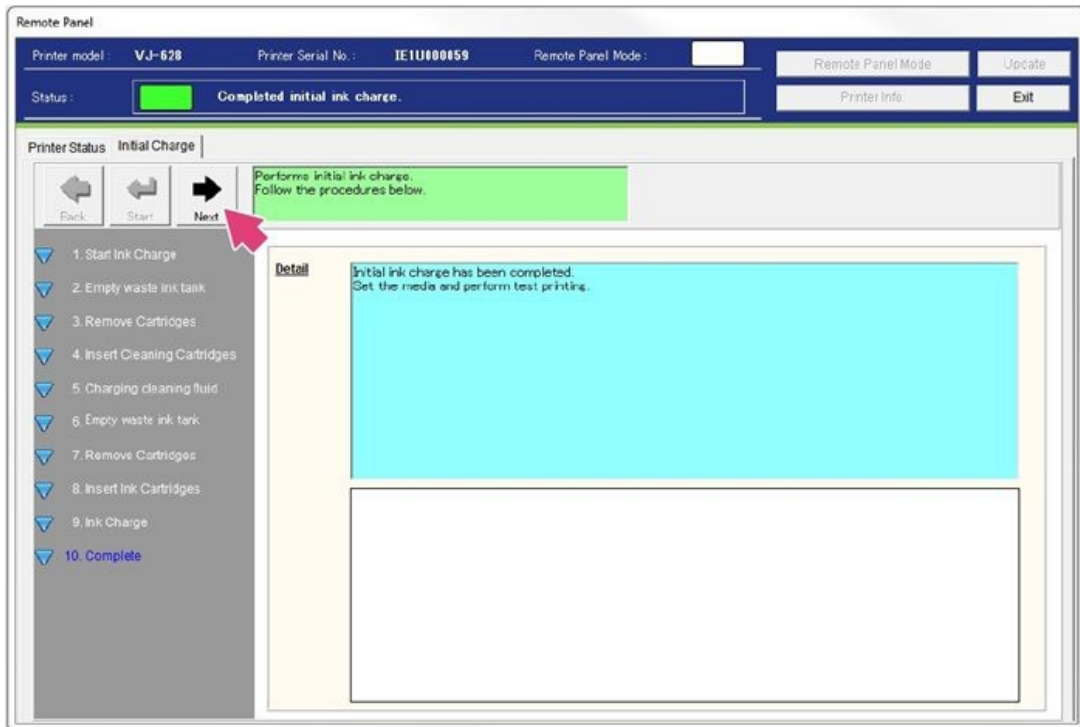 Remote Panel
Printer model : VJ-628 Printer Serial No. : IE1U000059 Remote Panel Mode :
Remote Panel Mode Update
Status : Completed initial ink charge.
Printer Info. Exit
Printer Status Initial Charge
Back Start Next
Performs initial ink charge.
Follow the procedures below.
1. Start Ink Charge
2. Empty waste ink tank
3. Remove Cartridges
4. Insert Cleaning Cartridges
5. Charging cleaning fluid
6. Empty waste ink tank
7. Remove Cartridges
8. Insert Ink Cartridges
9. Ink Charge
10. Complete
Detail
Initial ink charge has been completed.
Set the media and perform test printing.